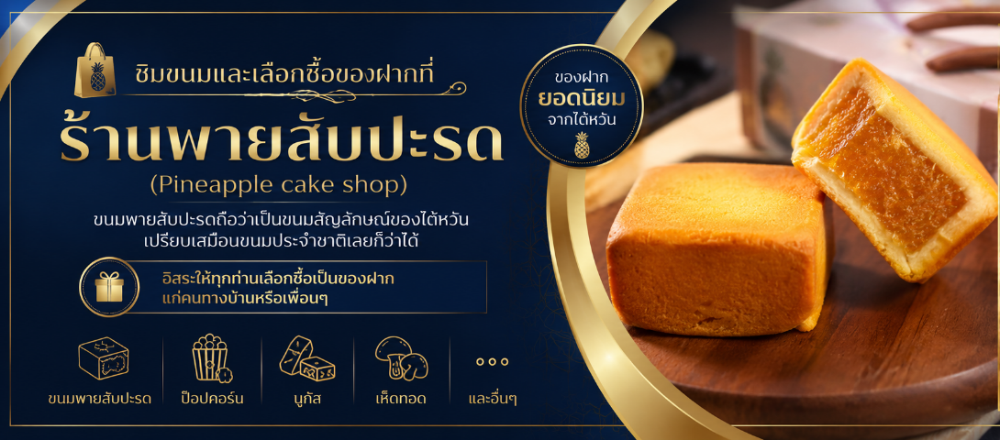 ชิมขนมและเลือกซื้อของฝากที่
ร้านพายสับปะรด
(Pineapple cake shop)
ขนมพายสับปะรดถือว่าเป็นขนมสัญลักษณ์ของไต้หวัน
เปรียบเสมือนขนมประจำชาติเลยก็ว่าได้
อิสระให้ทุกท่านเลือกซื้อเป็นของฝาก
แก่คนทางบ้านหรือเพื่อนๆ
ขนมพายสับปะรด
ป็อปคอร์น
นูกัส
เห็ดทอด
และอื่นๆ
ของฝาก
ยอดนิยม
จากไต้หวัน